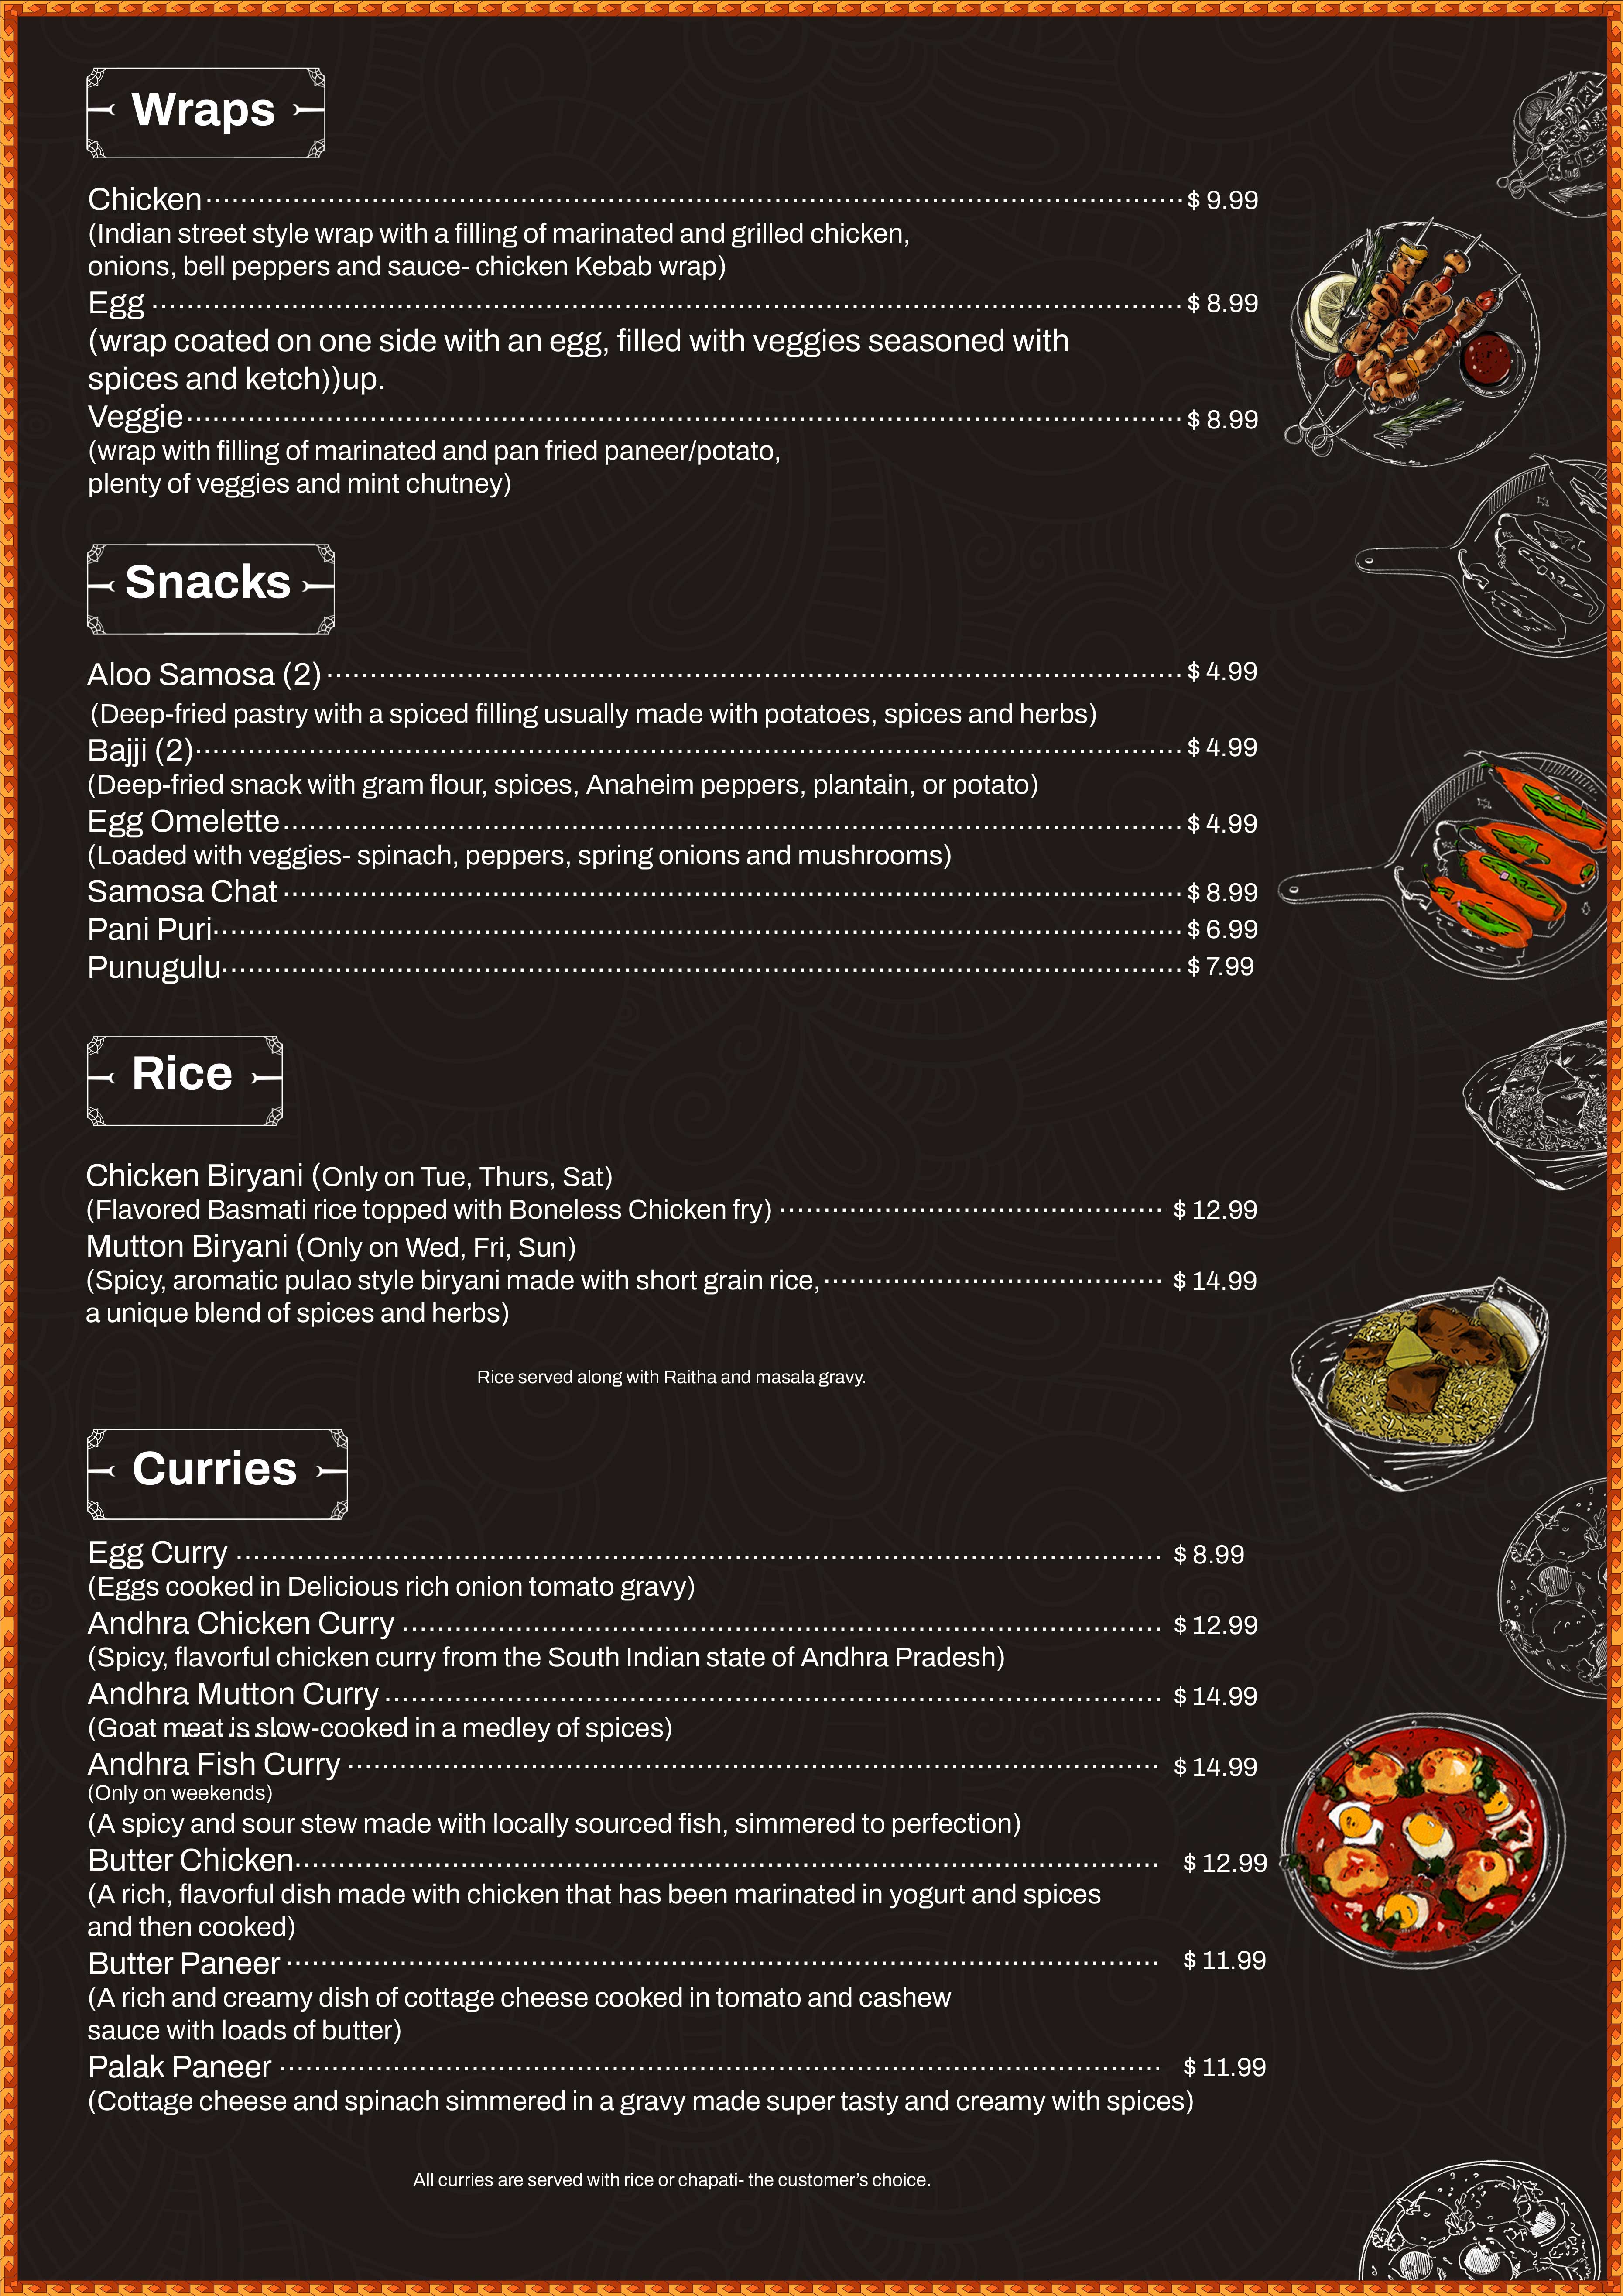 Wraps
Chicken $ 9.99
(Indian street style wrap with a filling of marinated and grilled chicken,
onions, bell peppers and sauce- chicken Kebab wrap)
Egg $ 8.99
(wrap coated on one side with an egg, filled with veggies seasoned with
spices and ketch))up.
Veggie $ 8.99
(wrap with filling of marinated and pan fried paneer/potato,
plenty of veggies and mint chutney)
Snacks
Aloo Samosa (2) $ 4.99
(Deep-fried pastry with a spiced filling usually made with potatoes, spices and herbs)
Bajji (2) $ 4.99
(Deep-fried snack with gram flour, spices, Anaheim peppers, plantain, or potato)
Egg Omelette $ 4.99
(Loaded with veggies- spinach, peppers, spring onions and mushrooms)
Samosa Chat $ 8.99
Pani Puri $ 6.99
Punugulu $ 7.99
Rice
Chicken Biryani (Only on Tue, Thurs, Sat)
(Flavored Basmati rice topped with Boneless Chicken fry) $ 12.99
Mutton Biryani (Only on Wed, Fri, Sun)
(Spicy, aromatic pulao style biryani made with short grain rice, $ 14.99
a unique blend of spices and herbs)
Rice served along with Raitha and masala gravy.
Curries
Egg Curry $ 8.99
(Eggs cooked in Delicious rich onion tomato gravy)
Andhra Chicken Curry $ 12.99
(Spicy, flavorful chicken curry from the South Indian state of Andhra Pradesh)
Andhra Mutton Curry $ 14.99
(Goat meat is slow-cooked in a medley of spices)
Andhra Fish Curry $ 14.99
(Only on weekends)
(A spicy and sour stew made with locally sourced fish, simmered to perfection)
Butter Chicken $ 12.99
(A rich, flavorful dish made with chicken that has been marinated in yogurt and spices
and then cooked)
Butter Paneer $ 11.99
(A rich and creamy dish of cottage cheese cooked in tomato and cashew
sauce with loads of butter)
Palak Paneer $ 11.99
(Cottage cheese and spinach simmered in a gravy made super tasty and creamy with spices)
All curries are served with rice or chapati- the customer's choice.